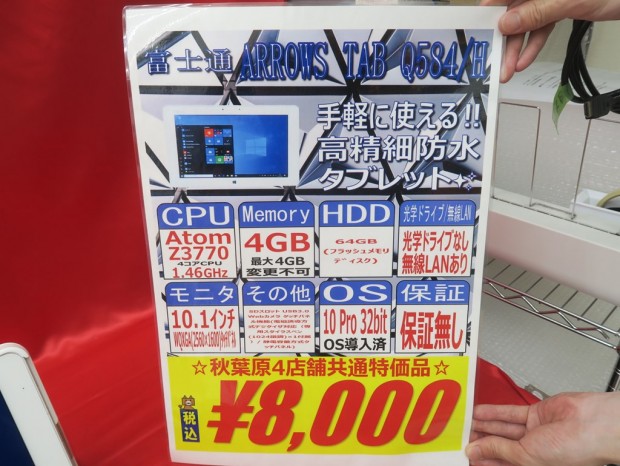 富士通 ARROWS TAB Q584/H
手軽に使える!!
高精細防水
タブレット
CPU
Atom
Z3770
4コアCPU
1.46GHz
Memory
4GB
最大4GB
変更不可
HDD
64GB
(フラッシュメモリ
ディスク)
光学ドライブ/無線LAN
光学ドライブなし
無線LANあり
モニタ
10.1インチ
WQXGA(2560×1600)
その他
OS
10 Pro 32bit
OS導入済
保証
保証無し
☆秋葉原4店舗共通特価品☆
税込
¥8,000